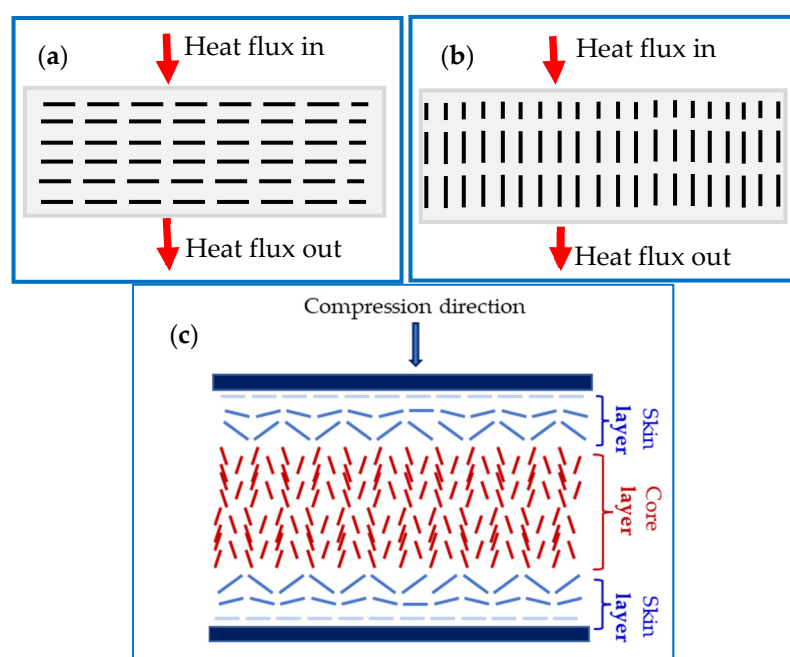 (a)
Heat flux in
Heat flux out
(b)
Heat flux in
Heat flux out
(c)
Compression direction
Skin
layer
Core
layer
Skin
layer